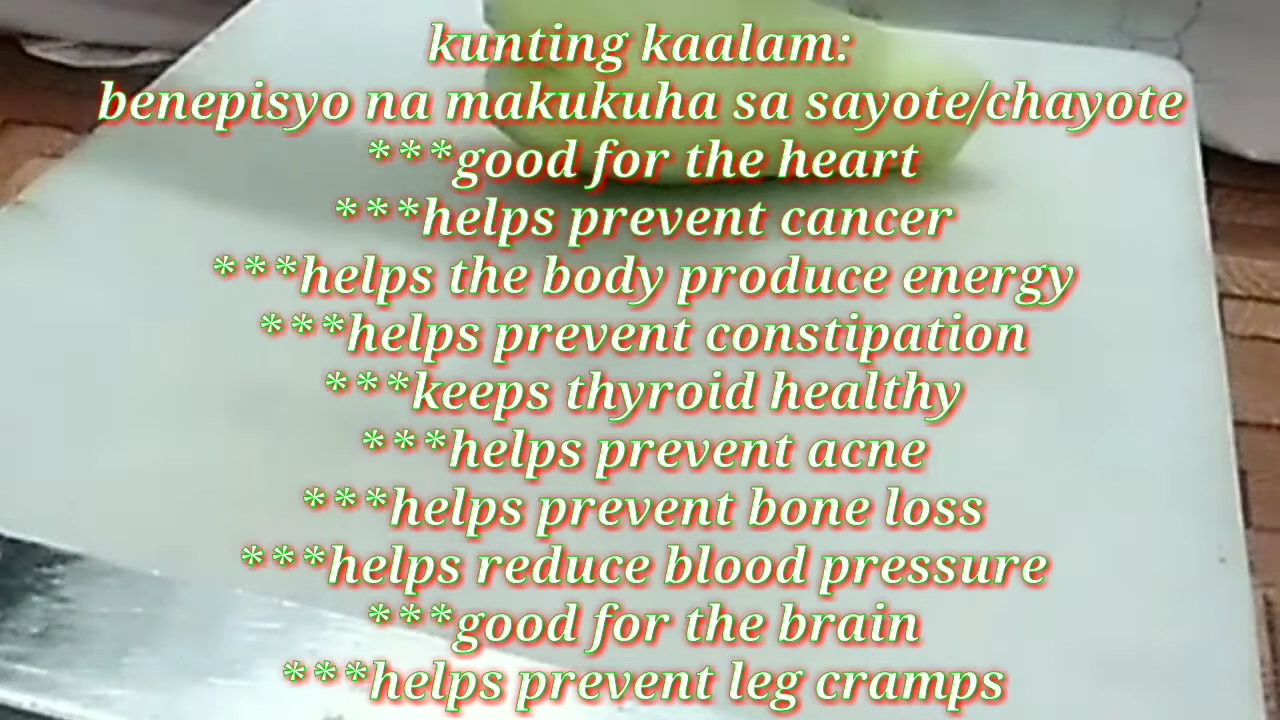 kunting kaalam:
benepisyo na makukuha sa sayote/chayote
***good for the heart
***helps prevent cancer
***helps the body produce energy
***helps prevent constipation
***keeps thyroid healthy
***helps prevent acne
***helps prevent bone loss
***helps reduce blood pressure
***good for the brain
***helps prevent leg cramps